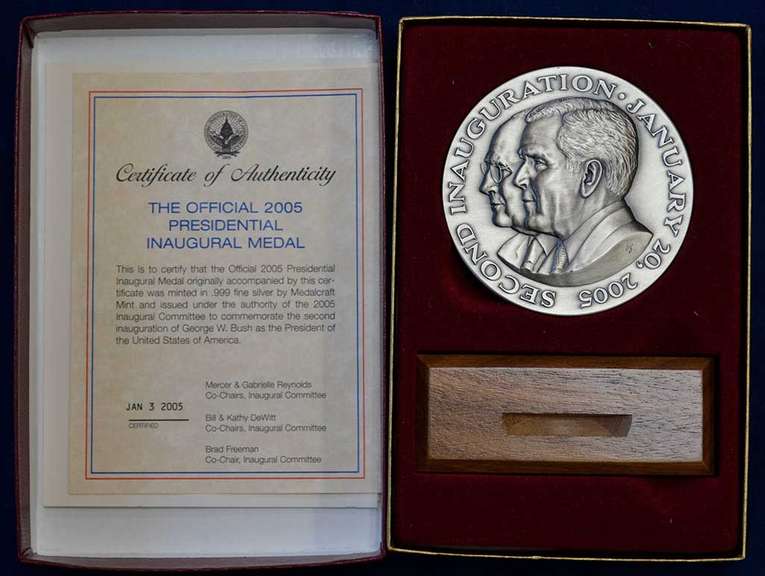 Certificate of Authenticity
THE OFFICIAL 2005
PRESIDENTIAL
INAUGURAL MEDAL
This is to certify that the Official 2005 Presidential
Inaugural Medal originally accompanied by this cer-
tificate was minted in .999 fine silver by Medalcraft
Mint and issued under the authority of the 2005
Inaugural Committee to commemorate the second
inauguration of George W. Bush as the President of
the United States of America.
Mercer & Gabrielle Reynolds
Co-Chairs, Inaugural Committee
JAN 3 2005
CERTIFIED
Bill & Kathy DeWitt
Co-Chairs, Inaugural Committee
Brad Freeman
Co-Chair, Inaugural Committee
SECOND INAUGURATION · JANUARY 20, 2005